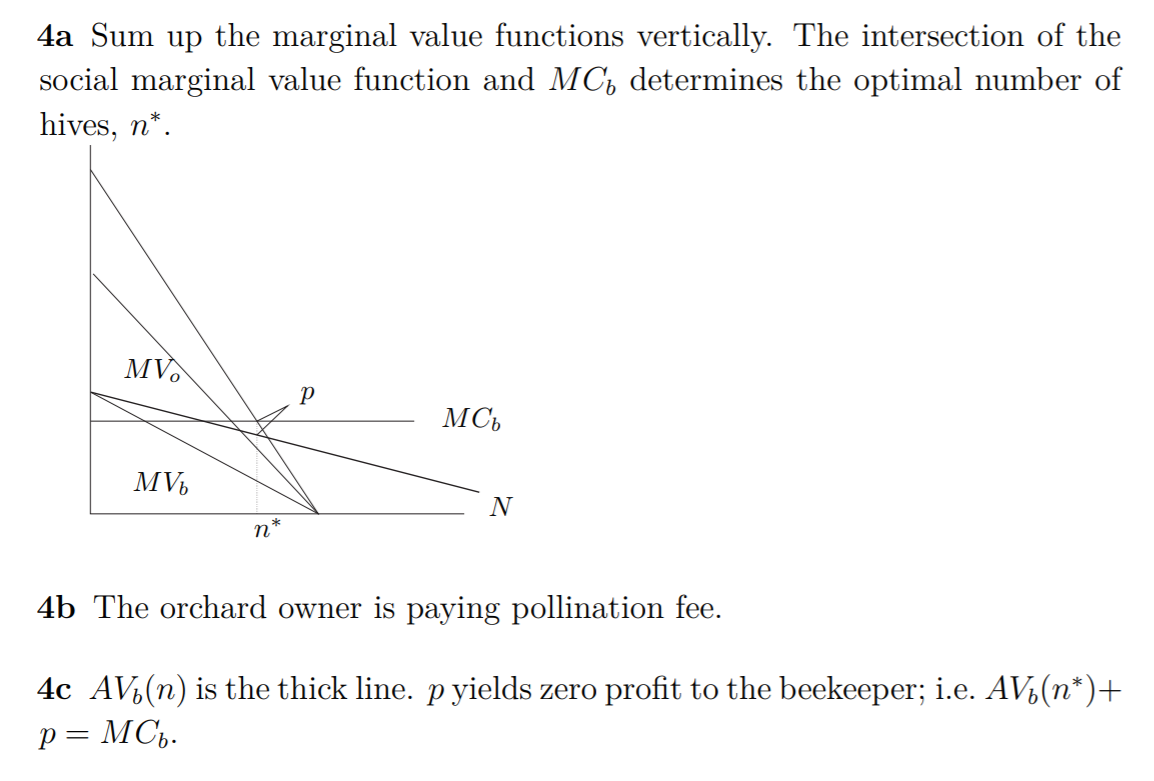 4a Sum up the marginal value functions vertically. The intersection of the
social marginal value function and MC_b determines the optimal number of
hives, n*.
MV_o
p
MC_b
MV_b
N
n*
4b The orchard owner is paying pollination fee.
4c AV_b(n) is the thick line. p yields zero profit to the beekeeper; i.e. AV_b(n*)+
p = MC_b.